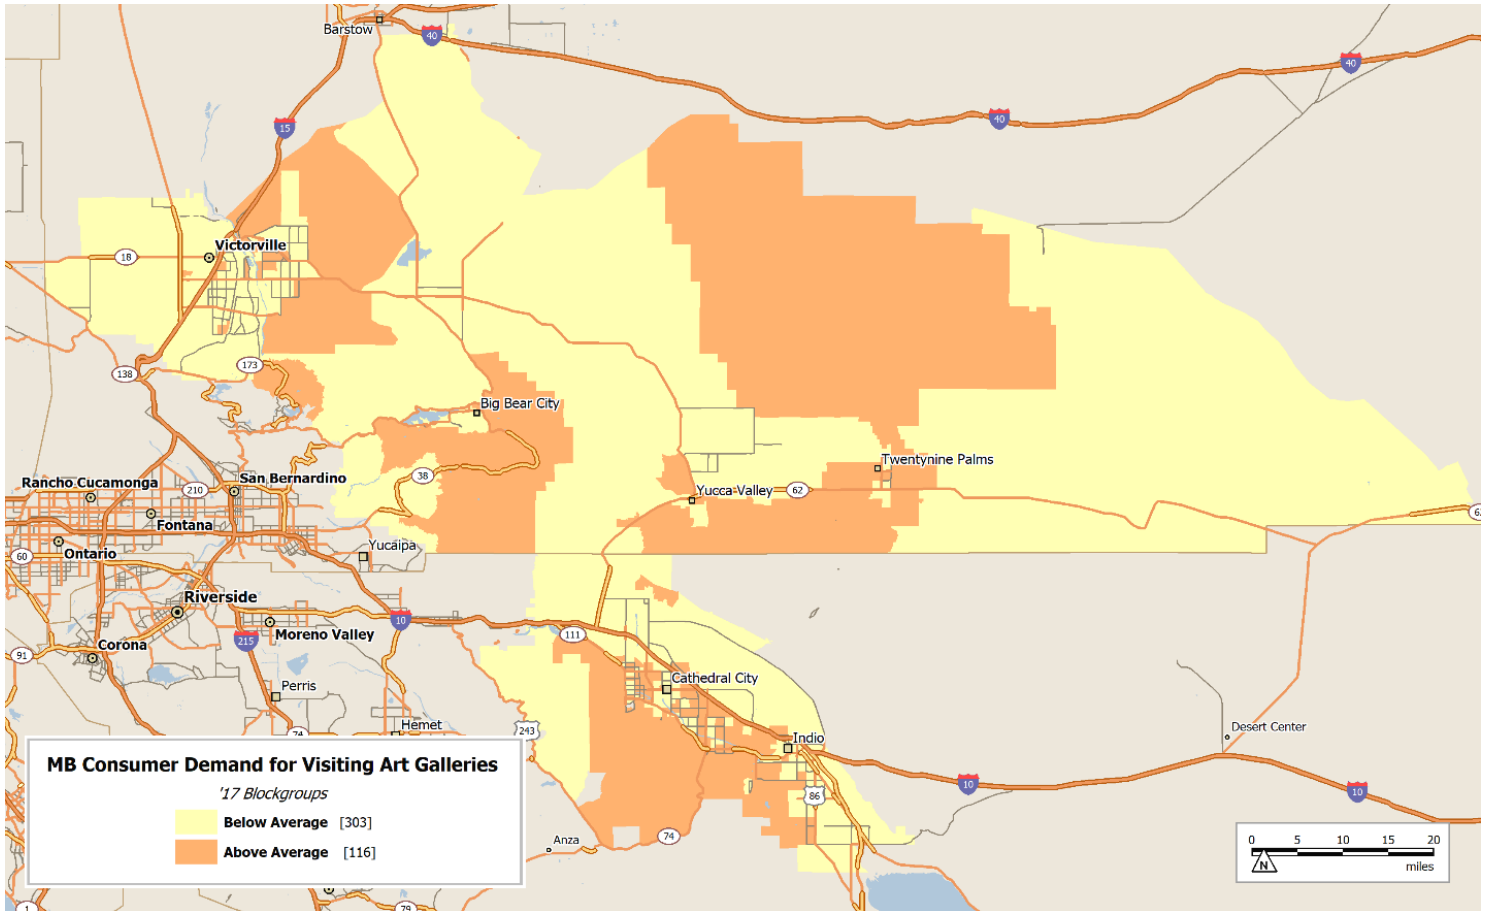 Barstow
40
40
40
15
Victorville
18
173
138
Big Bear City
Twentynine Palms
38
Rancho Cucamonga
210
San Bernardino
Yucca Valley
62
Fontana
Ontario
60
Yucaipa
Riverside
10
111
Moreno Valley
215
Corona
91
Cathedral City
Perris
Hemet
243
74
Indio
Desert Center
MB Consumer Demand for Visiting Art Galleries
'17 Blockgroups
Below Average [303]
Above Average [116]
10
10
86
74
Anza
0 5 10 15 20
miles
N
79
1